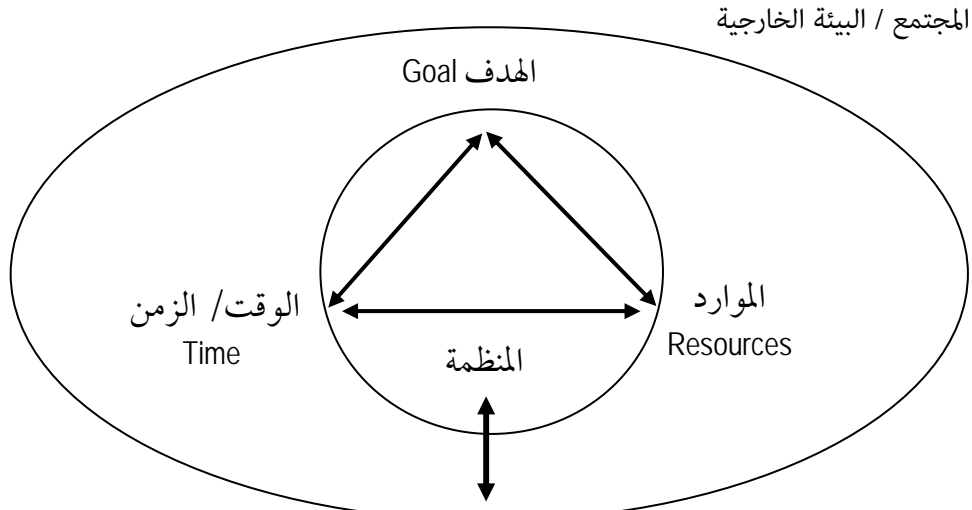 المجتمع / البيئة الخارجية
الهدف Goal
الوقت/ الزمن
Time
الموارد
Resources
المنظمة